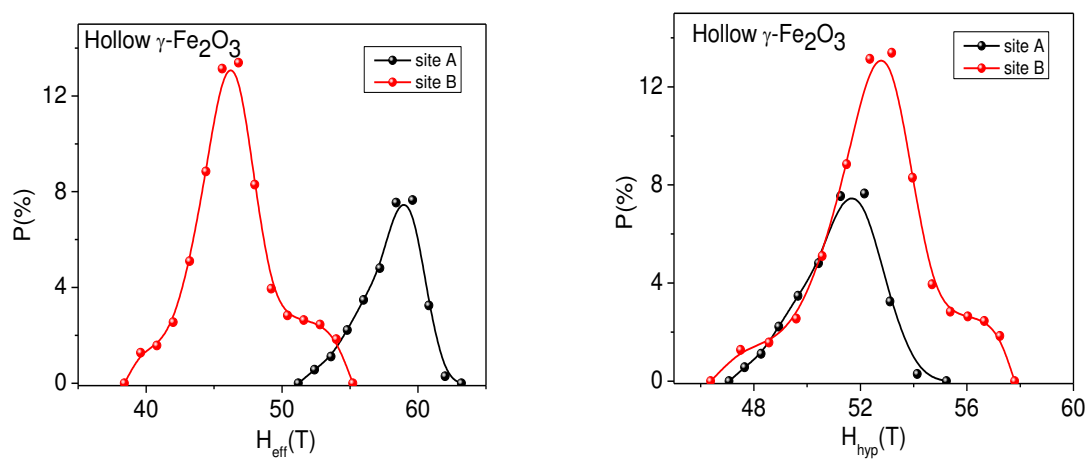 Hollow γ-Fe2O3
site A
site B
12
8
4
0
P(%)
40
50
60
Heff(T)
Hollow γ-Fe2O3
site A
site B
12
8
4
0
P(%)
48
52
56
60
Hhyp(T)